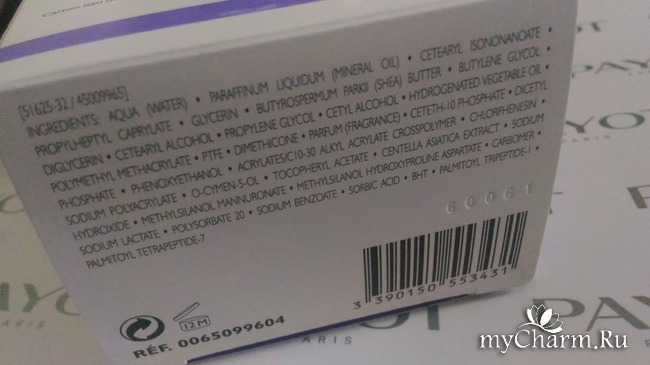 [S1625-32/45009965]
INGREDIENTS: AQUA (WATER) • PARAFFINUM LIQUIDUM (MINERAL OIL) • CETEARYL ISONONANOATE •
PROPYLHEPTYL CAPRYLATE • GLYCERIN • BUTYROSPERMUM PARKII (SHEA) BUTTER • BUTYLENE GLYCOL •
DIGLYCERIN • CETEARYL ALCOHOL • PROPYLENE GLYCOL • CETYL ALCOHOL • HYDROGENATED VEGETABLE OIL •
POLYMETHYL METHACRYLATE • PTFE • DIMETHICONE • PARFUM (FRAGRANCE) • CETETH-10 PHOSPHATE • DICETYL
PHOSPHATE • PHENOXYETHANOL • ACRYLATES/C10-30 ALKYL ACRYLATE CROSSPOLYMER • CHLORPHENESIN •
SODIUM POLYACRYLATE • O-CYMEN-5-OL • TOCOPHERYL ACETATE • CENTELLA ASIATICA EXTRACT • SODIUM
HYDROXIDE • METHYLSILANOL MANNURONATE • METHYLSILANOL HYDROXYPROLINE ASPARTATE • CARBOMER •
SODIUM LACTATE • POLYSORBATE 20 • SODIUM BENZOATE • SORBIC ACID • BHT • PALMITOYL TRIPEPTIDE-1 •
PALMITOYL TETRAPEPTIDE-7
60061
3 390150 553431
12M
RÉF. 0065099604
PAYOT
PARIS
myCharm.Ru